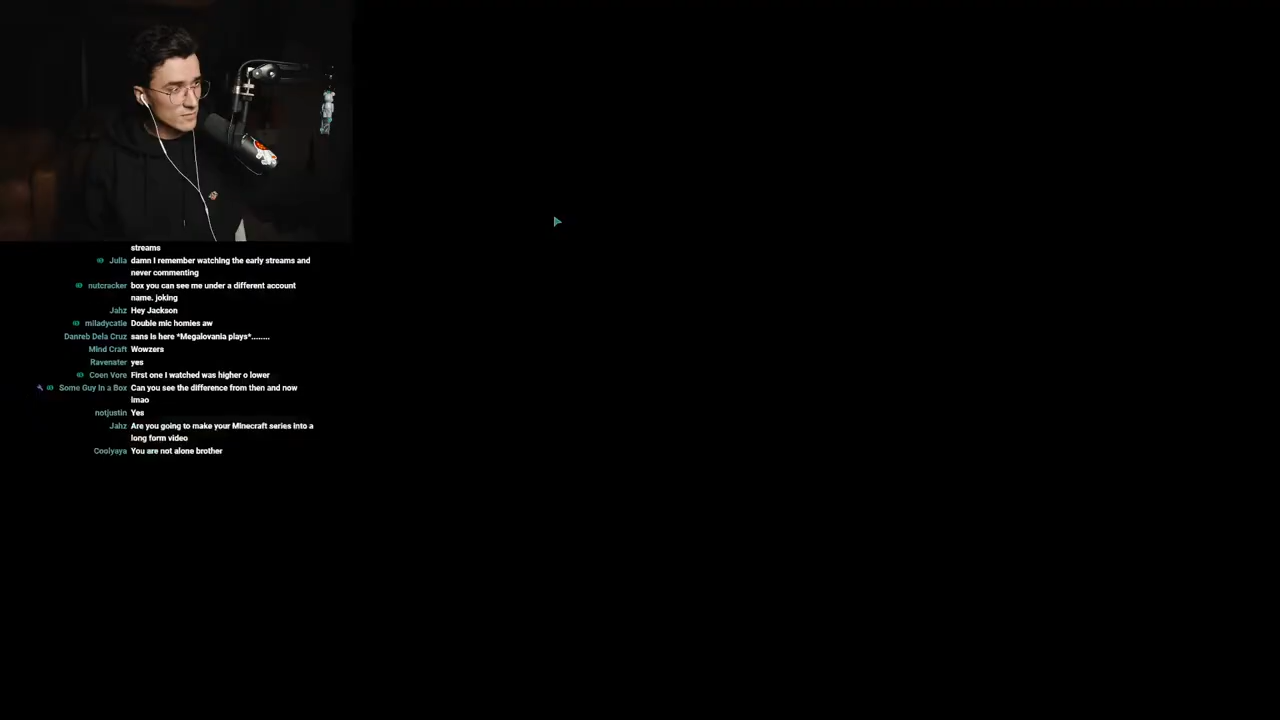 streams
Julia damn I remember watching the early streams and
never commenting
nutcracker box you can see me under a different account
name. joking
Jahz Hey Jackson
miladycatie Double mic homies aw
Danreb Dela Cruz sans is here *Megalovania plays*........
Mind Craft Wowzers
Ravenater yes
Coen Vore First one I watched was higher o lower
Some Guy In a Box Can you see the difference from then and now
lmao
notjustin Yes
Jahz Are you going to make your Minecraft series into a
long form video
Coolyaya You are not alone brother